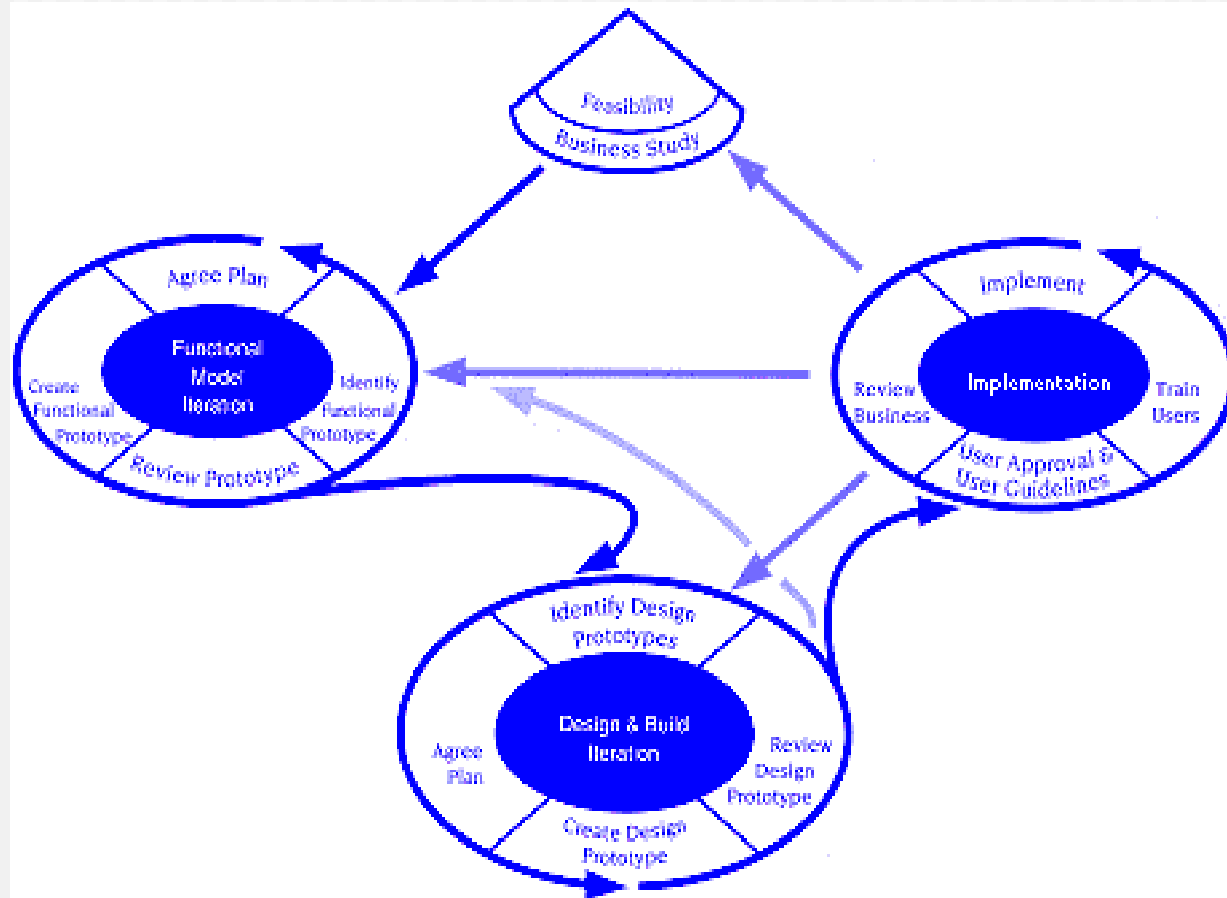 Feasibility
Business Study
Agree Plan
Functional
Model
Iteration
Create
Functional
Prototype
Identify
Functional
Prototype
Review Prototype
Implement
Implementation
Review
Business
Train
Users
User Approval &
User Guidelines
Identify Design
Prototypes
Design & Build
Iteration
Agree
Plan
Review
Design
Prototype
Create Design
Prototype